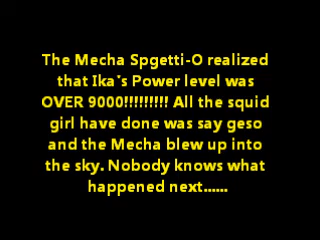 The Mecha Spgetti-O realized
that Ika's Power level was
OVER 9000!!!!!!!!! All the squid
girl have done was say geso
and the Mecha blew up into
the sky. Nobody knows what
happened next......